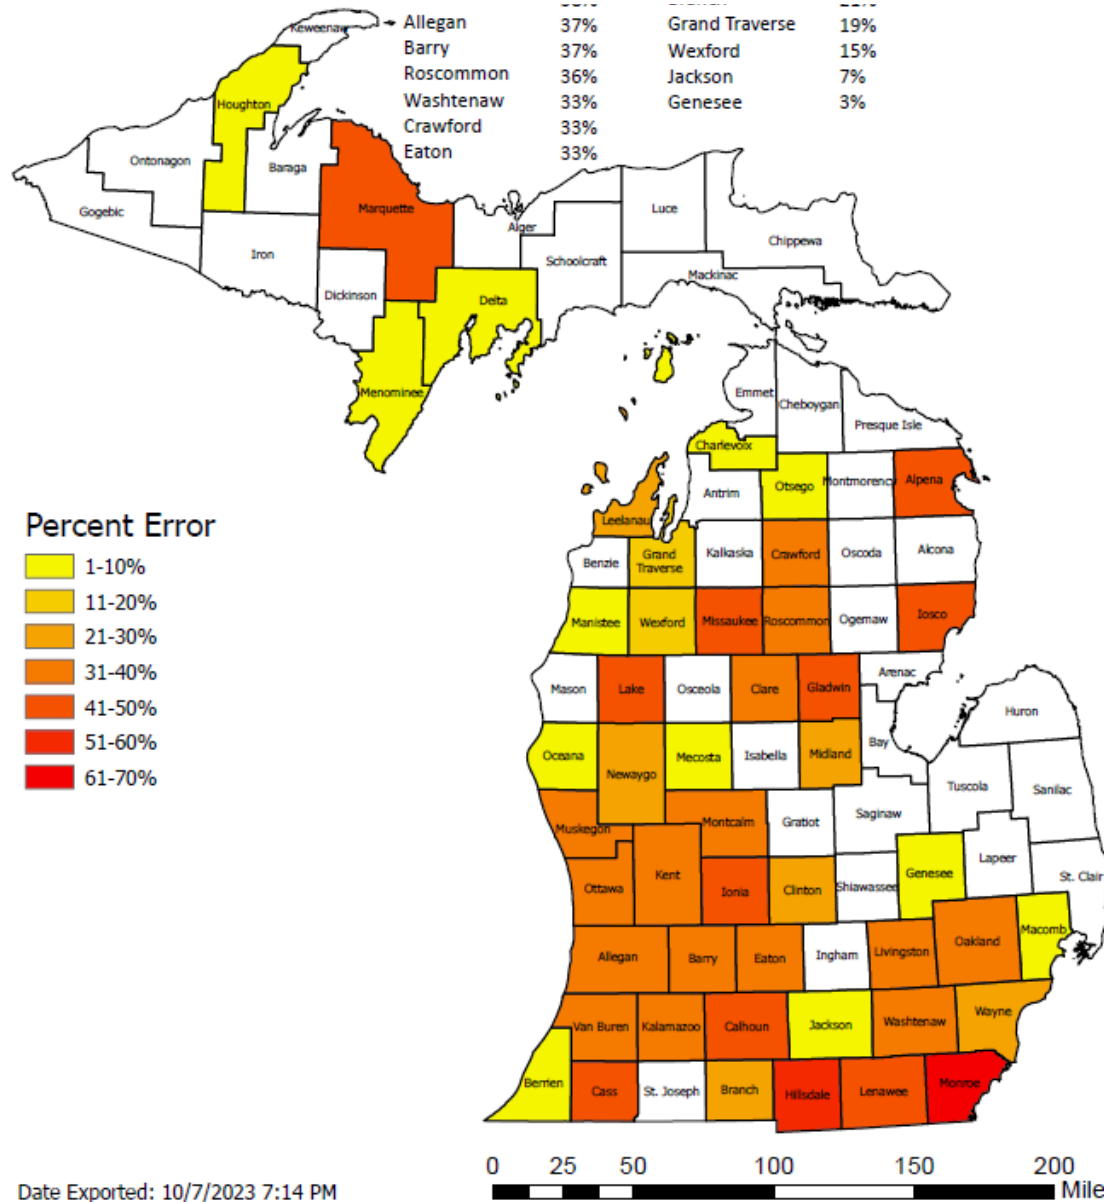 Allegan 37% Grand Traverse 19%
Barry 37% Wexford 15%
Roscommon 36% Jackson 7%
Washtenaw 33% Genesee 3%
Crawford 33%
Eaton 33%
Keweenaw
Houghton
Ontonagon
Baraga
Gogebic
Marquette
Iron
Dickinson
Menominee
Delta
Alger
Schoolcraft
Luce
Chippewa
Mackinac
Emmet
Cheboygan
Presque Isle
Charlevoix
Antrim
Otsego
Montmorency
Alpena
Leelanau
Benzie
Grand
Traverse
Kalkaska
Crawford
Oscoda
Alcona
Manistee
Wexford
Missaukee
Roscommon
Ogemaw
Iosco
Mason
Lake
Osceola
Clare
Gladwin
Arenac
Huron
Oceana
Newaygo
Mecosta
Isabella
Midland
Bay
Tuscola
Sanilac
Muskegon
Montcalm
Gratiot
Saginaw
Ottawa
Kent
Ionia
Clinton
Shiawassee
Genesee
Lapeer
St. Clair
Allegan
Barry
Eaton
Ingham
Livingston
Oakland
Macomb
Van Buren
Kalamazoo
Calhoun
Jackson
Washtenaw
Wayne
Berrien
Cass
St. Joseph
Branch
Hillsdale
Lenawee
Monroe
Percent Error
1-10%
11-20%
21-30%
31-40%
41-50%
51-60%
61-70%
0 25 50 100 150 200
Mile
Date Exported: 10/7/2023 7:14 PM